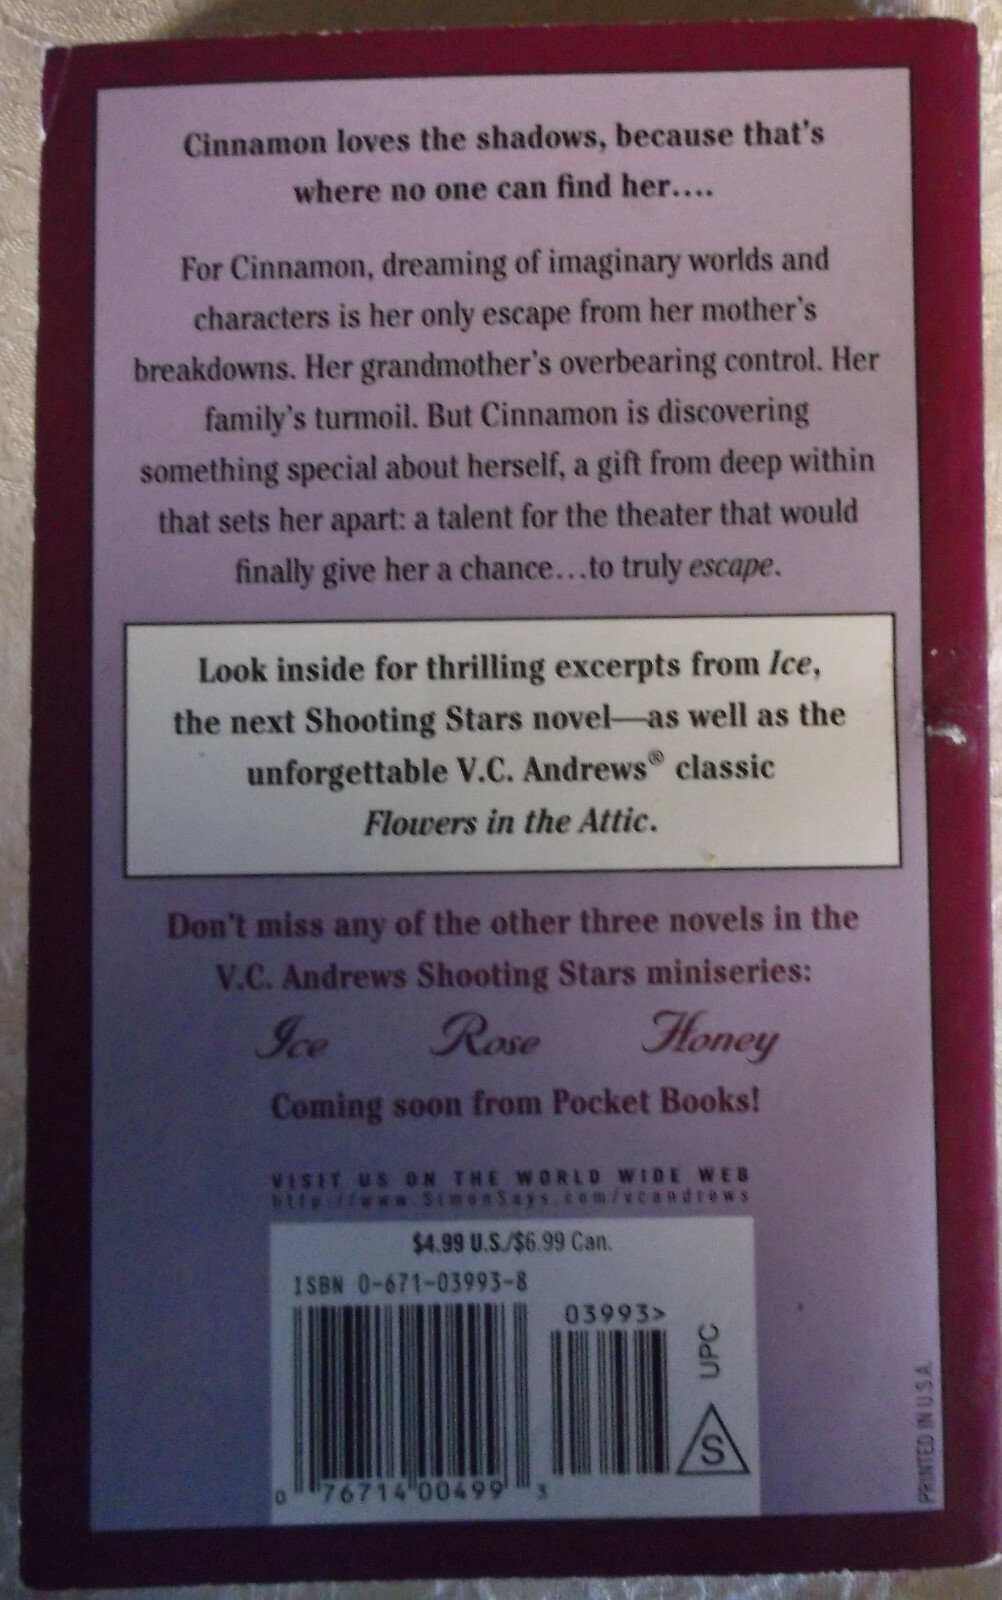 Cinnamon loves the shadows, because that's
where no one can find her....
For Cinnamon, dreaming of imaginary worlds and
characters is her only escape from her mother's
breakdowns. Her grandmother's overbearing control. Her
family's turmoil. But Cinnamon is discovering
something special about herself, a gift from deep within
that sets her apart: a talent for the theater that would
finally give her a chance...to truly escape.
Look inside for thrilling excerpts from Ice,
the next Shooting Stars novel—as well as the
unforgettable V.C. Andrews® classic
Flowers in the Attic.
Don't miss any of the other three novels in the
V.C. Andrews Shooting Stars miniseries:
Ice Rose Honey
Coming soon from Pocket Books!
VISIT US ON THE WORLD WIDE WEB
http://www.SimonSays.com/vcandrews
$4.99 U.S./$6.99 Can.
ISBN 0-671-03993-8
03993>
UPC
S
0 76714 00499 3
PRINTED IN U.S.A.